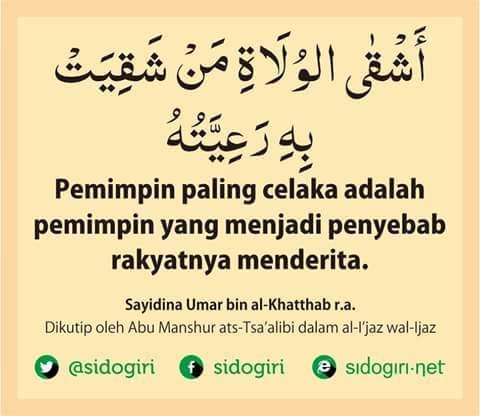 أَشْقَى الوُلَاةِ مَنْ شَقِيَتْ
بِهِ رَعِيَّتُهُ
Pemimpin paling celaka adalah
pemimpin yang menjadi penyebab
rakyatnya menderita.
Sayidina Umar bin al-Khatthab r.a.
Dikutip oleh Abu Manshur ats-Tsa'alibi dalam al-I'jaz wal-Ijaz
@sidogiri sidogiri sidogiri.net